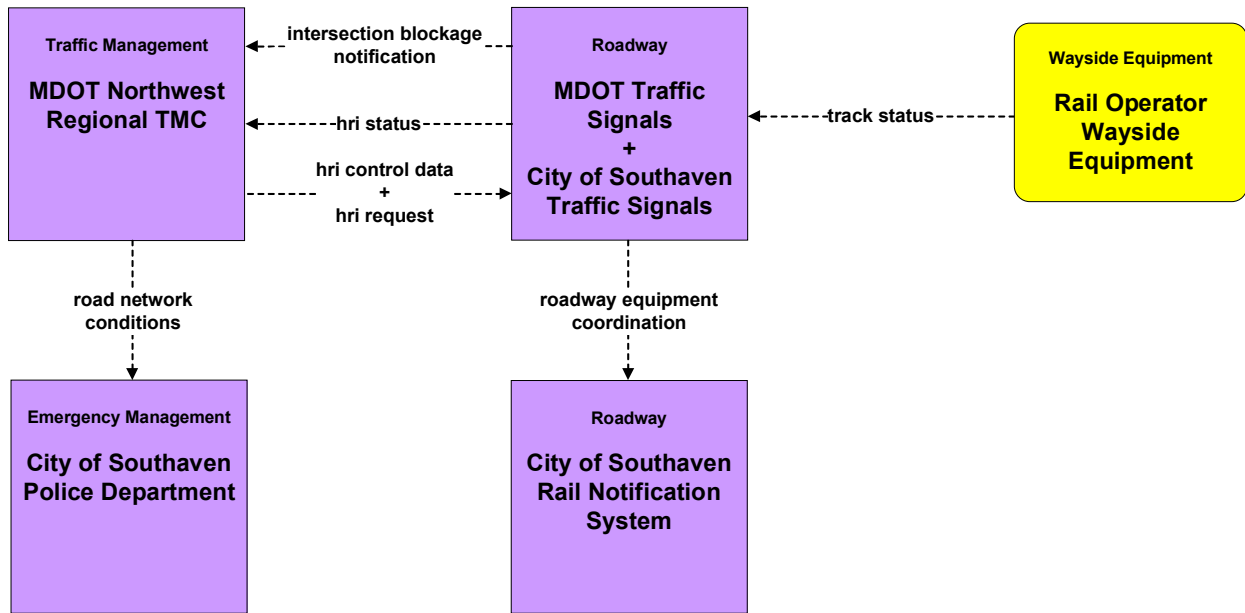 Traffic Management
MDOT Northwest
Regional TMC
intersection blockage
notification
hri status
hri control data
+
hri request
Roadway
MDOT Traffic
Signals
+
City of Southaven
Traffic Signals
track status
Wayside Equipment
Rail Operator
Wayside
Equipment
road network
conditions
roadway equipment
coordination
Emergency Management
City of Southaven
Police Department
Roadway
City of Southaven
Rail Notification
System